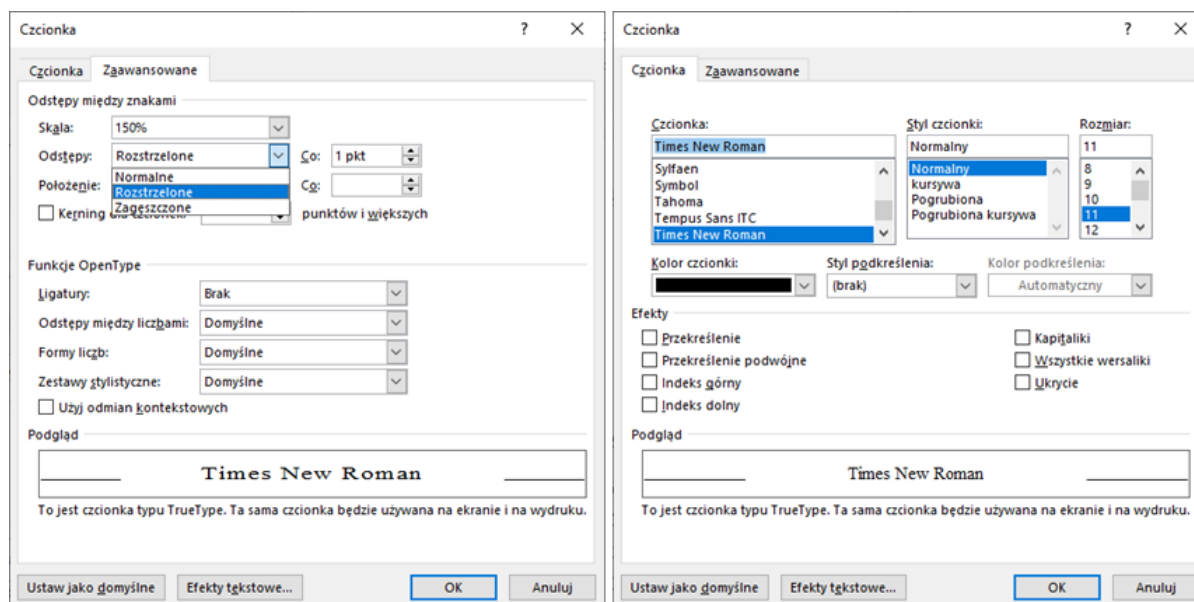 Czcionka ? ×
Czcionka Zaawansowane
Odstępy między znakami
Skala: 150%
Odstępy: Rozstrzelone Co: 1 pkt
Normalne
Położenie: Rozstrzelone Co:
Zagęszczone
Kerning dla czcionek: punktów i większych
Funkcje OpenType
Ligatury: Brak
Odstępy między liczbami: Domyślne
Formy liczb: Domyślne
Zestawy stylistyczne: Domyślne
Użyj odmian kontekstowych
Podgląd
Times New Roman
To jest czcionka typu TrueType. Ta sama czcionka będzie używana na ekranie i na wydruku.
Ustaw jako domyślne Efekty tekstowe... OK Anuluj
Czcionka ? ×
Czcionka Zaawansowane
Czcionka: Styl czcionki: Rozmiar:
Times New Roman Normalny 11
Sylfaen Normalny 8
Symbol kursywa 9
Tahoma Pogrubiona 10
Tempus Sans ITC Pogrubiona kursywa 11
Times New Roman 12
Kolor czcionki: Styl podkreślenia: Kolor podkreślenia:
(brak) Automatyczny
Efekty
Przekreślenie Kapitaliki
Przekreślenie podwójne Wszystkie wersaliki
Indeks górny Ukrycie
Indeks dolny
Podgląd
Times New Roman
To jest czcionka typu TrueType. Ta sama czcionka będzie używana na ekranie i na wydruku.
Ustaw jako domyślne Efekty tekstowe... OK Anuluj